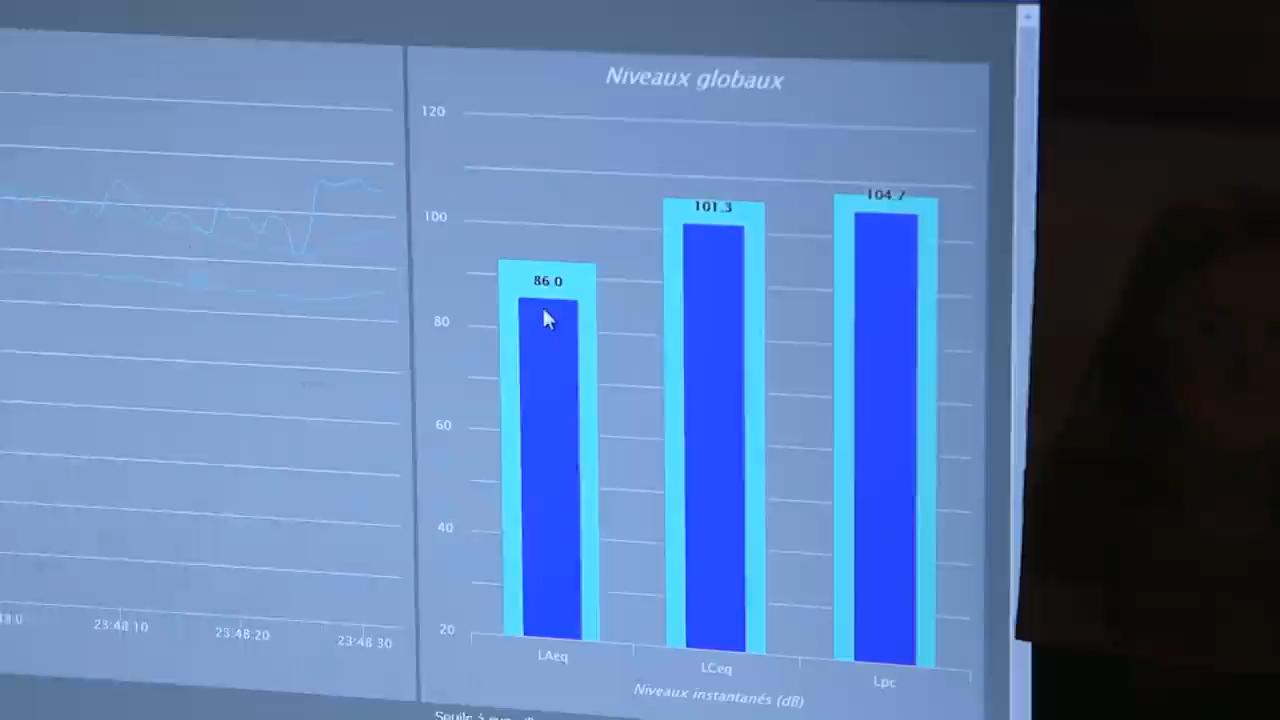 Niveaux globaux
120
100
80
60
40
20
86.0
101.3
104.7
LAeq
LCeq
Lpc
Niveaux instantanés (dB)
23:48 10
23:48 20
23:48 30
Seuils à